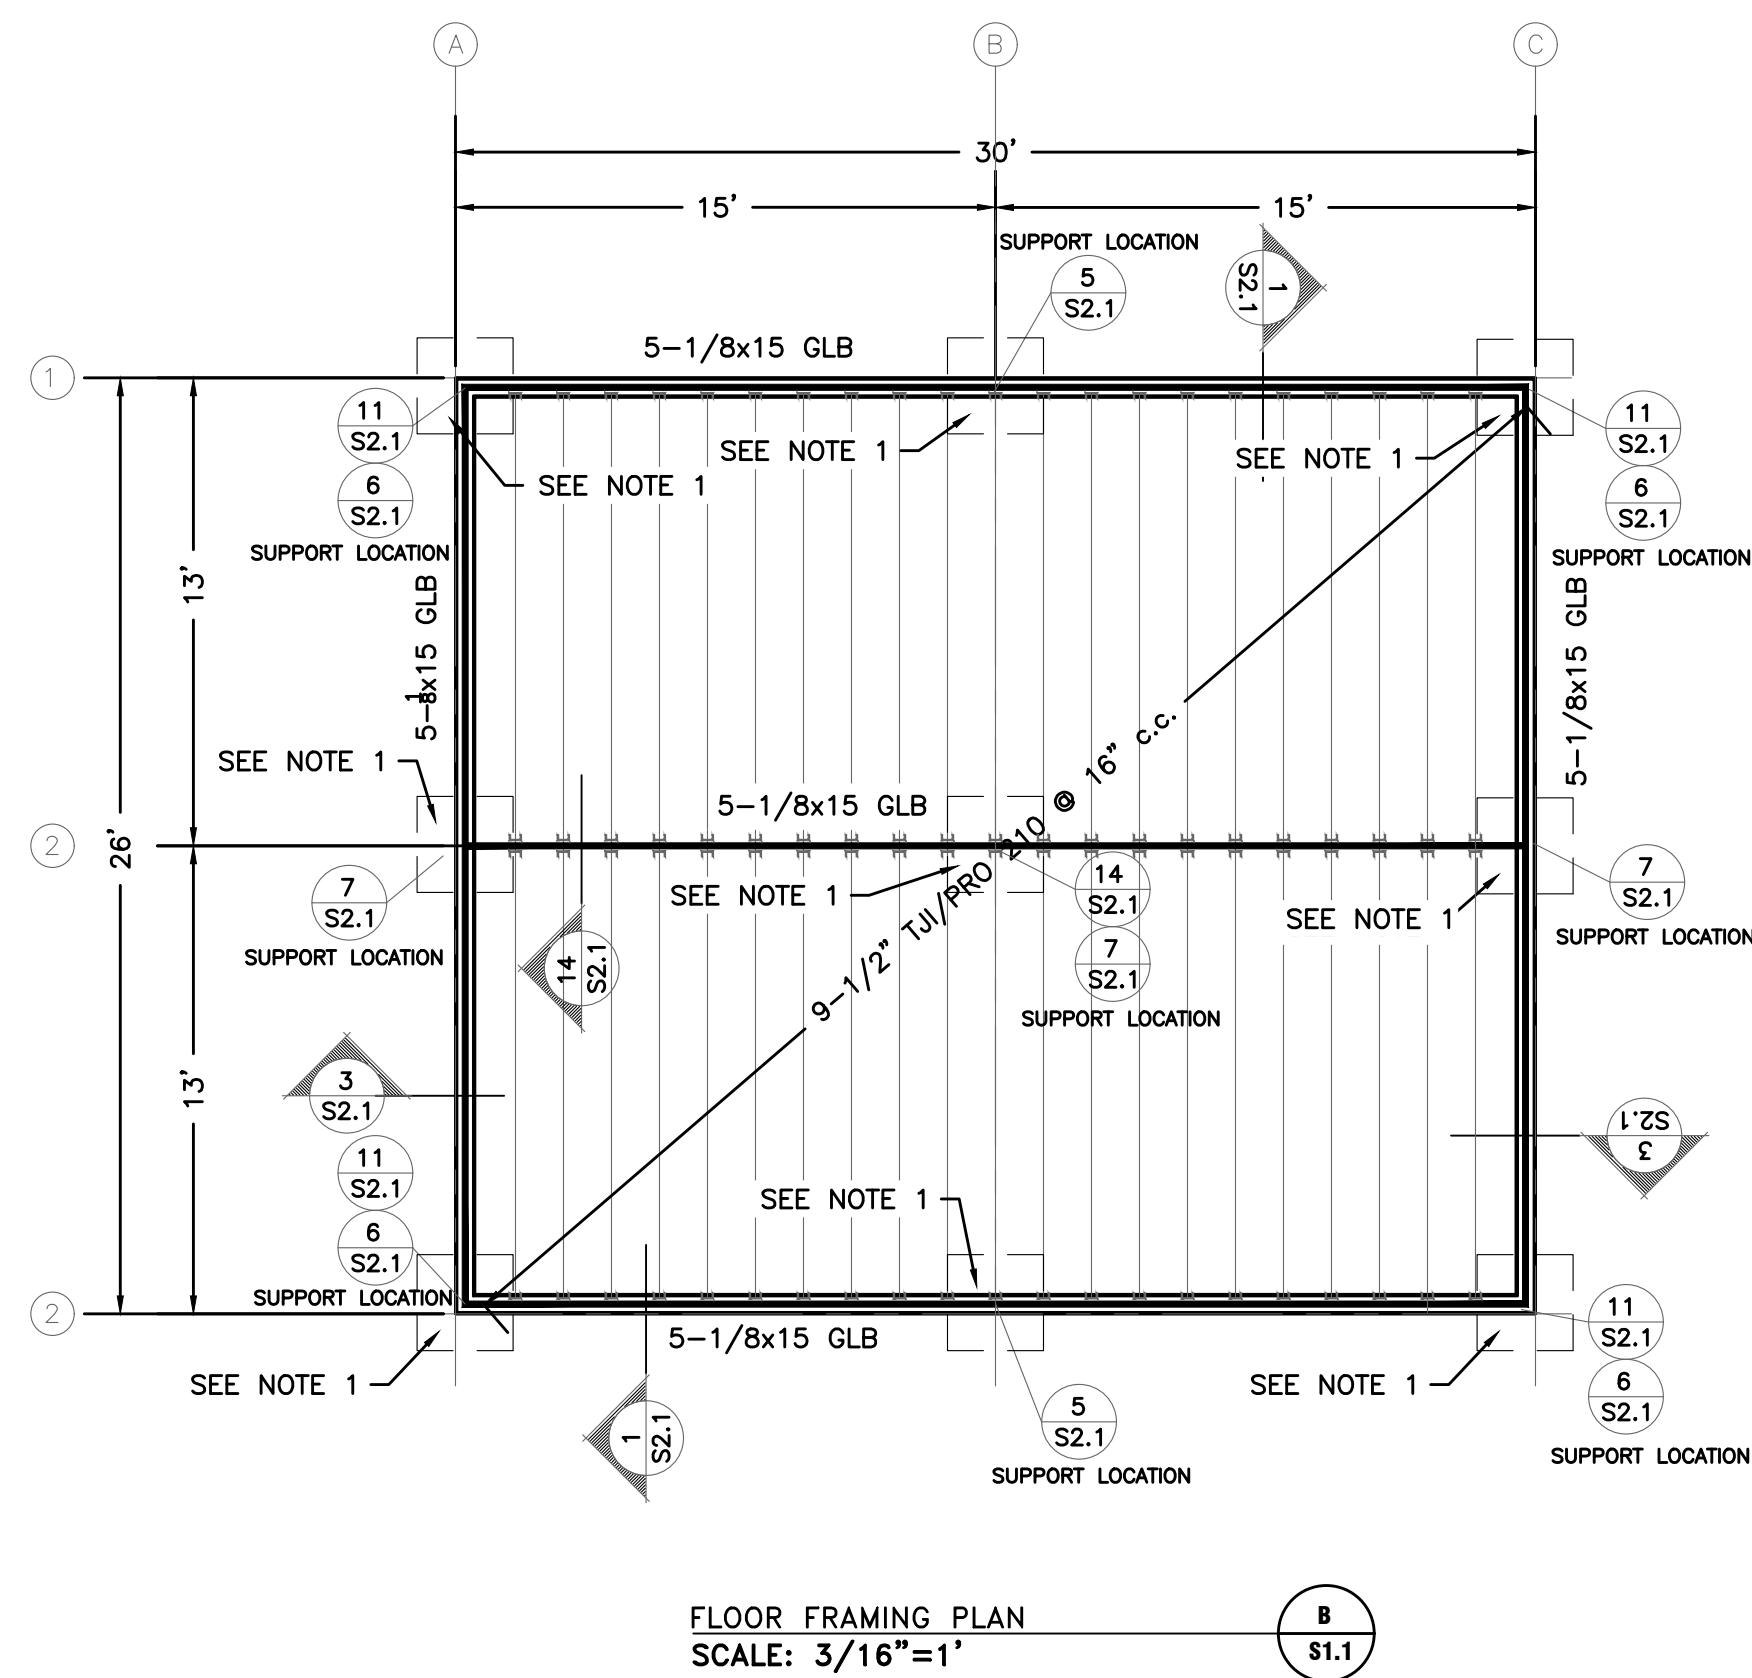 A
B
C
30'
15'
15'
SUPPORT LOCATION
5
S2.1
1
S2.1
5-1/8x15 GLB
1
11
S2.1
6
S2.1
SUPPORT LOCATION
SEE NOTE 1
SEE NOTE 1
SEE NOTE 1
11
S2.1
6
S2.1
SUPPORT LOCATION
13'
5-1/8x15 GLB
5-1/8x15 GLB
SEE NOTE 1
5-1/8x15 GLB
9-1/2" TJI/PRO 210 @ 16" c.c.
2
26'
7
S2.1
SUPPORT LOCATION
SEE NOTE 1
14
S2.1
7
S2.1
SUPPORT LOCATION
SEE NOTE 1
7
S2.1
SUPPORT LOCATION
14
S2.1
13'
3
S2.1
3
S2.1
11
S2.1
6
S2.1
SUPPORT LOCATION
SEE NOTE 1
2
5-1/8x15 GLB
SEE NOTE 1
SEE NOTE 1
11
S2.1
6
S2.1
SUPPORT LOCATION
1
S2.1
5
S2.1
SUPPORT LOCATION
FLOOR FRAMING PLAN
SCALE: 3/16"=1'
B
S1.1